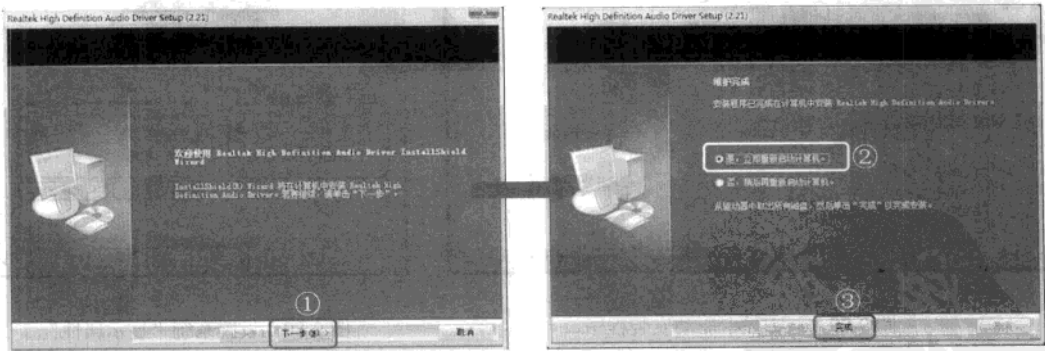 Realtek High Definition Audio Driver Setup (2.21)
欢迎使用 Realtek High Definition Audio Driver InstallShield
Wizard
InstallShield(R) Wizard 将在计算机中安装 Realtek High
Definition Audio Driver。若要继续，请单击“下一步”。
①
下一步(N) >
取消
Realtek High Definition Audio Driver Setup (2.21)
维护完成
安装程序已完成在计算机中安装 Realtek High Definition Audio Driver。
是，立即重新启动计算机。
②
否，稍后再重新启动计算机。
从驱动器中取出所有磁盘，然后单击“完成”以完成安装。
③
完成